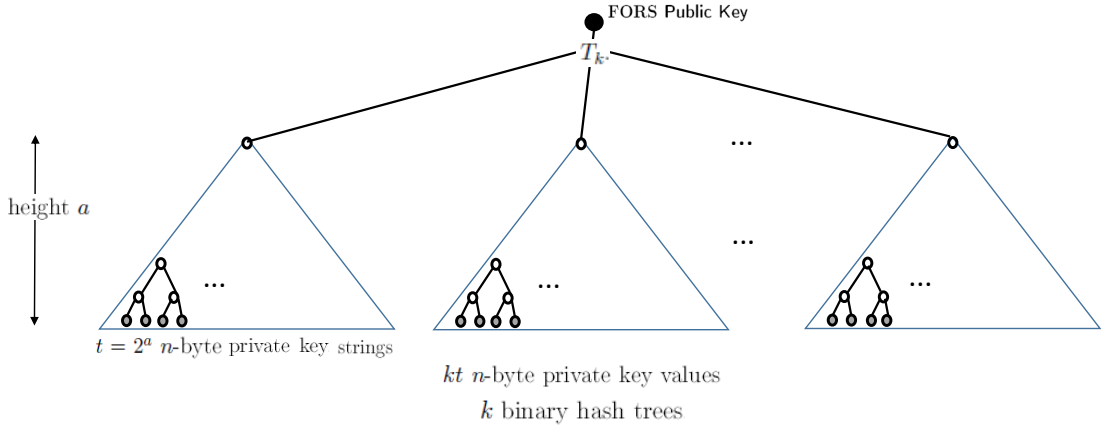 FORS Public Key
T_k.
...
height a
...
... ... ...
t = 2^a n-byte private key strings
kt n-byte private key values
k binary hash trees